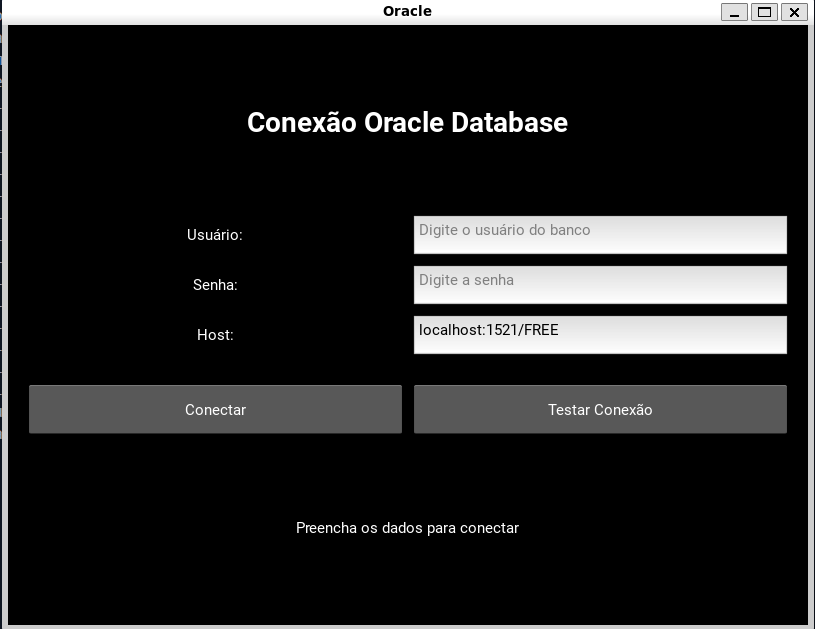 Oracle
Conexão Oracle Database
Usuário:
Digite o usuário do banco
Senha:
Digite a senha
Host:
localhost:1521/FREE
Conectar
Testar Conexão
Preencha os dados para conectar